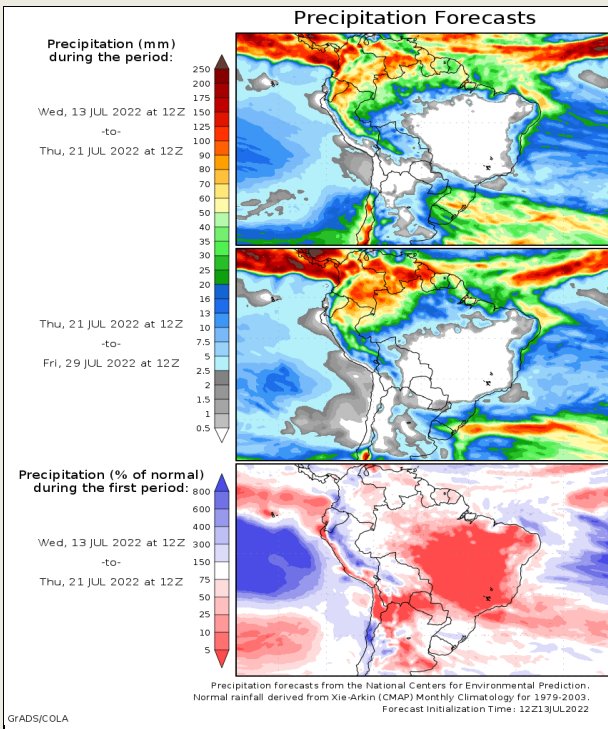 Precipitation Forecasts
Precipitation (mm)
during the period:
Wed, 13 JUL 2022 at 12Z
-to-
Thu, 21 JUL 2022 at 12Z
250
200
175
150
125
100
90
80
70
60
50
40
35
30
25
20
16
13
10
7.5
5
2.5
2
1.5
1
0.5
Thu, 21 JUL 2022 at 12Z
-to-
Fri, 29 JUL 2022 at 12Z
Precipitation (% of normal)
during the first period:
Wed, 13 JUL 2022 at 12Z
-to-
Thu, 21 JUL 2022 at 12Z
800
600
400
300
150
75
50
25
10
5
Precipitation forecasts from the National Centers for Environmental Prediction.
Normal rainfall derived from Xie-Arkin (CMAP) Monthly Climatology for 1979-2003.
Forecast Initialization Time: 12Z13JUL2022
GrADS/COLA